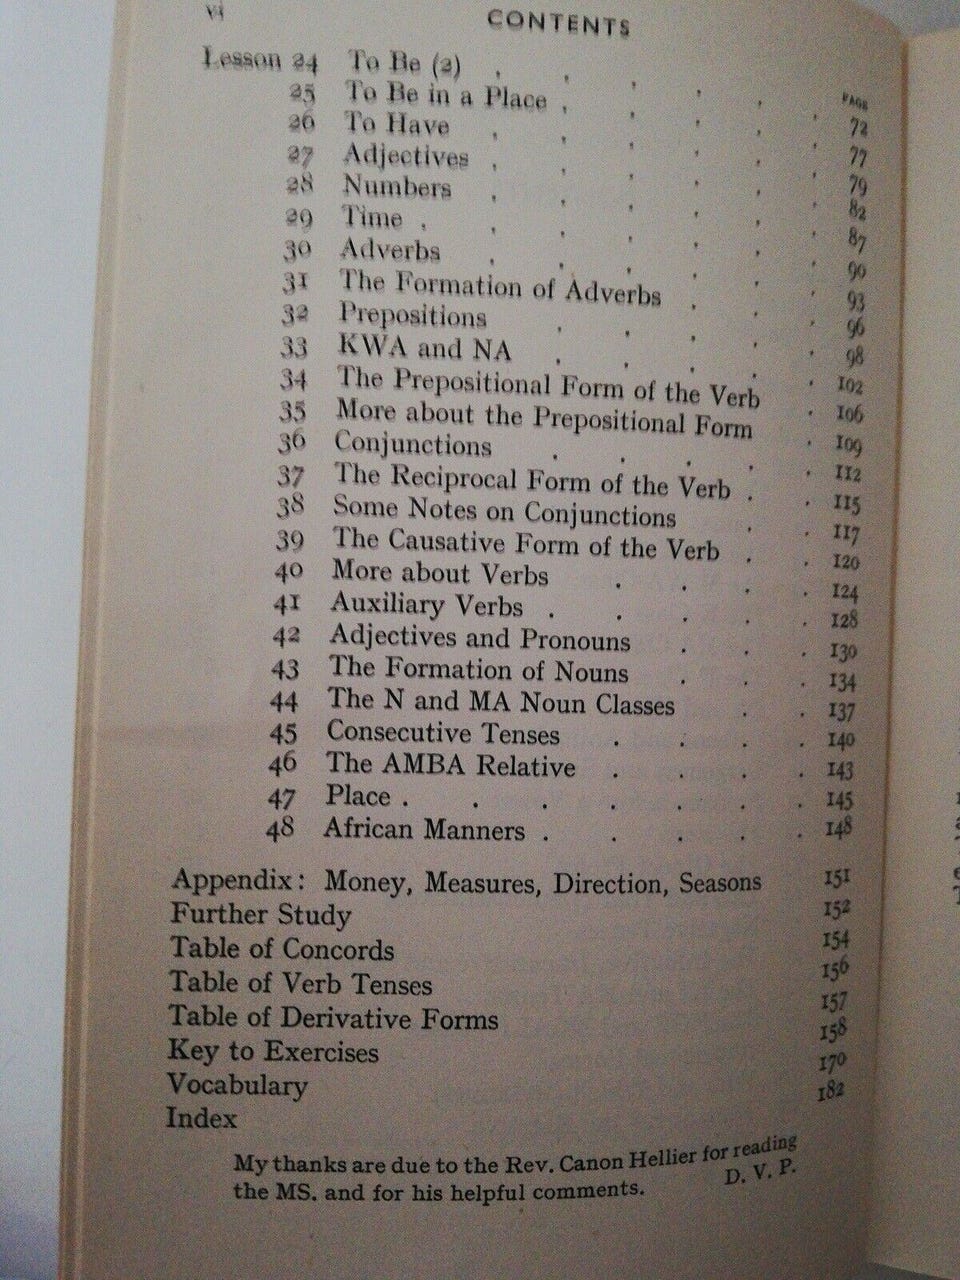 vi CONTENTS
PAGE
Lesson 24 To Be (2) . . . . . 72
25 To Be in a Place . . . . . 77
26 To Have . . . . . . 79
27 Adjectives . . . . . . 82
28 Numbers . . . . . . 87
29 Time . . . . . . . 90
30 Adverbs . . . . . . 93
31 The Formation of Adverbs . . . 96
32 Prepositions . . . . . 98
33 KWA and NA . . . . . 102
34 The Prepositional Form of the Verb . 106
35 More about the Prepositional Form . 109
36 Conjunctions . . . . . 112
37 The Reciprocal Form of the Verb . . 115
38 Some Notes on Conjunctions . . 117
39 The Causative Form of the Verb . . 120
40 More about Verbs . . . . 124
41 Auxiliary Verbs . . . . . 128
42 Adjectives and Pronouns . . . 130
43 The Formation of Nouns . . . 134
44 The N and MA Noun Classes . . 137
45 Consecutive Tenses . . . . 140
46 The AMBA Relative . . . . 143
47 Place . . . . . . . 145
48 African Manners . . . . . 148
Appendix: Money, Measures, Direction, Seasons 151
Further Study 152
Table of Concords 154
Table of Verb Tenses 156
Table of Derivative Forms 157
Key to Exercises 158
Vocabulary 170
Index 182
My thanks are due to the Rev. Canon Hellier for reading
the MS. and for his helpful comments. D. V. P.